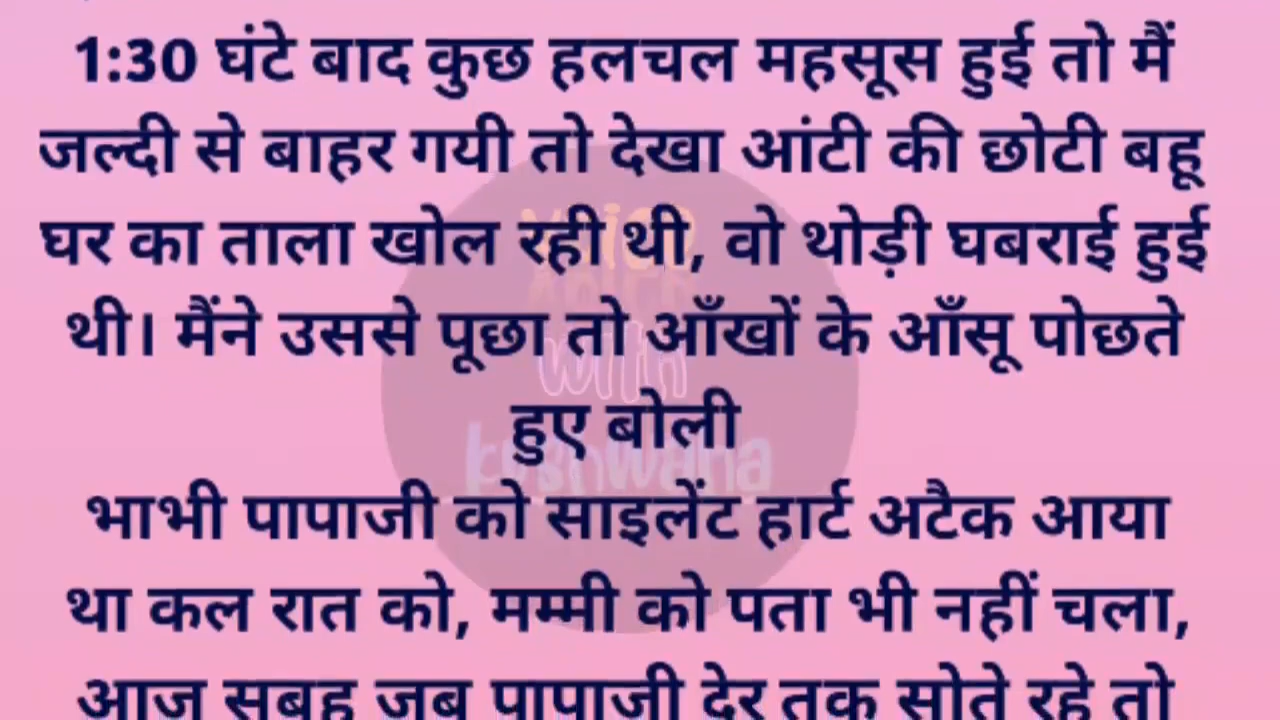 1:30 घंटे बाद कुछ हलचल महसूस हुई तो मैं
जल्दी से बाहर गयी तो देखा आंटी की छोटी बहू
घर का ताला खोल रही थी, वो थोड़ी घबराई हुई
थी। मैंने उससे पूछा तो आँखों के आँसू पोछते
हुए बोली
भाभी पापाजी को साइलेंट हार्ट अटैक आया
था कल रात को, मम्मी को पता भी नहीं चला,
आज सुबह जब पापाजी देर तक सोते रहे तो
with